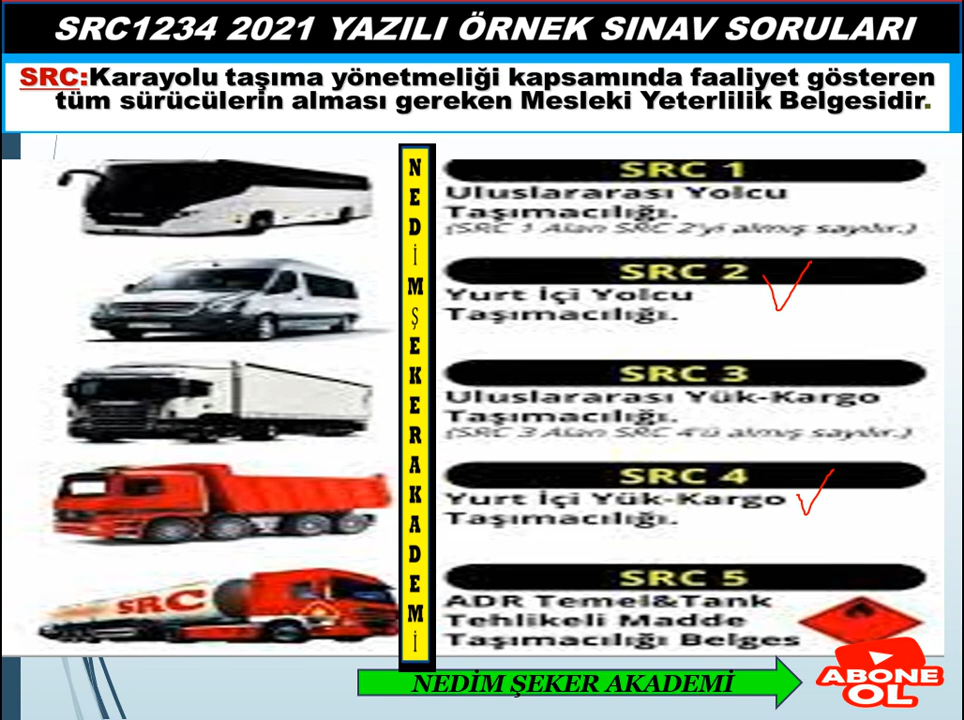 SRC1234 2021 YAZILI ÖRNEK SINAV SORULARI
SRC:Karayolu taşıma yönetmeliği kapsamında faaliyet gösteren
tüm sürücülerin alması gereken Mesleki Yeterlilik Belgesidir.
NEDİM ŞEKER AKADEMİ
SRC 1
Uluslararası Yolcu
Taşımacılığı.
(SRC 1 Alan SRC 2'yi almış sayılır.)
SRC 2
Yurt İçi Yolcu
Taşımacılığı.
SRC 3
Uluslararası Yük-Kargo
Taşımacılığı.
(SRC 3 Alan SRC 4'ü almış sayılır.)
SRC 4
Yurt İçi Yük-Kargo
Taşımacılığı.
SRC 5
ADR Temel&Tank
Tehlikeli Madde
Taşımacılığı Belges
SRC
NEDİM ŞEKER AKADEMİ
ABONE
OL